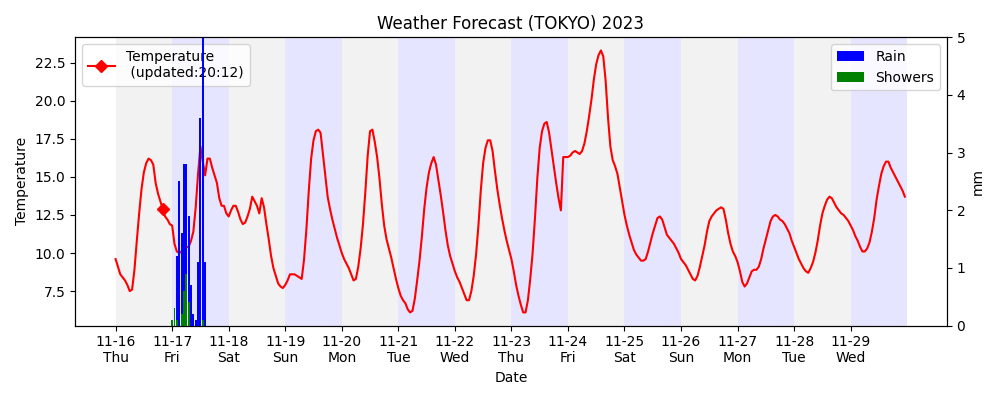 Weather Forecast (TOKYO) 2023
Temperature
(updated:20:12)
Rain
Showers
Temperature
22.5
20.0
17.5
15.0
12.5
10.0
7.5
5
4
3
2
1
0
mm
11-16 11-17 11-18 11-19 11-20 11-21 11-22 11-23 11-24 11-25 11-26 11-27 11-28 11-29
Thu Fri Sat Sun Mon Tue Wed Thu Fri Sat Sun Mon Tue Wed
Date